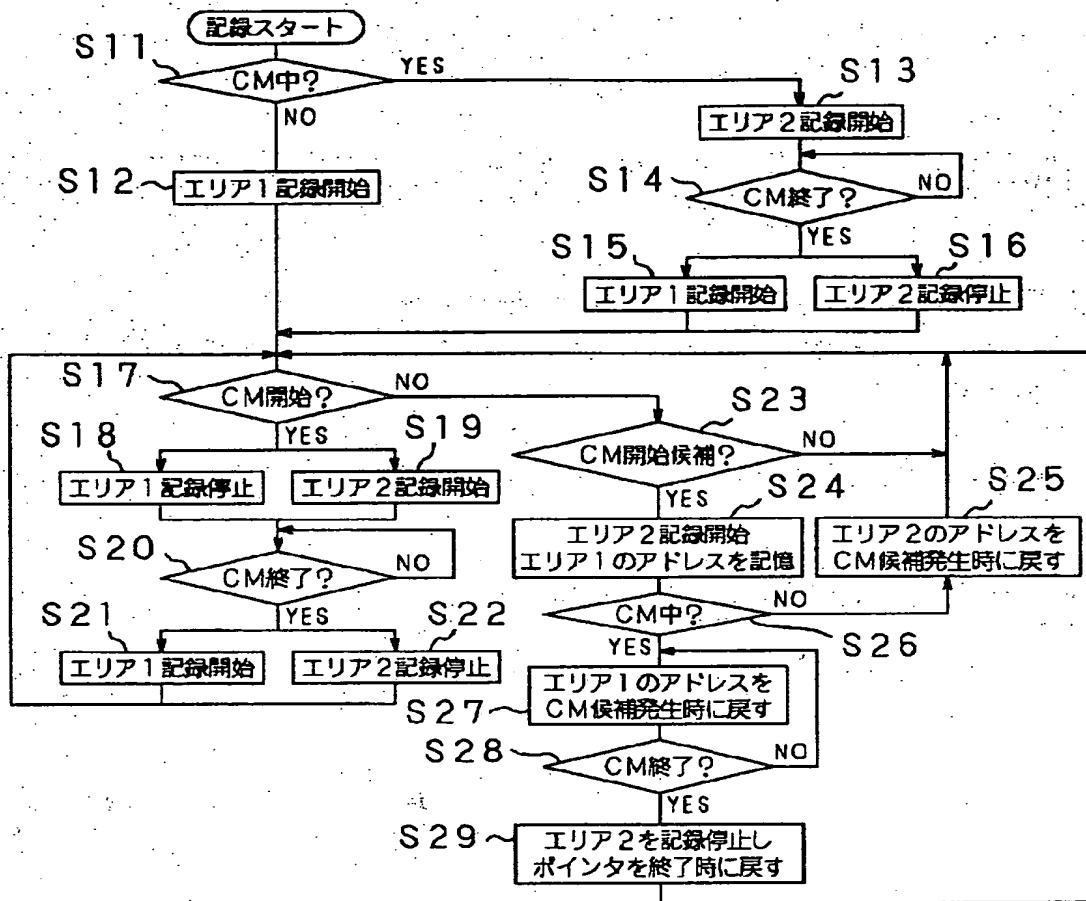 記録スタート
S11
CM中?
YES
NO
S13
エリア2記録開始
S12
エリア1記録開始
S14
CM終了?
NO
YES
S15
エリア1記録開始
S16
エリア2記録停止
S17
CM開始?
NO
YES
S18
エリア1記録停止
S19
エリア2記録開始
S20
CM終了?
NO
YES
S21
エリア1記録開始
S22
エリア2記録停止
S23
CM開始候補?
NO
YES
S24
エリア2記録開始
エリア1のアドレスを記憶
S25
エリア2のアドレスを
CM候補発生時に戻す
CM中?
NO
S26
YES
エリア1のアドレスを
CM候補発生時に戻す
S27
S28
CM終了?
NO
YES
S29
エリア2を記録停止し
ポインタを終了時に戻す